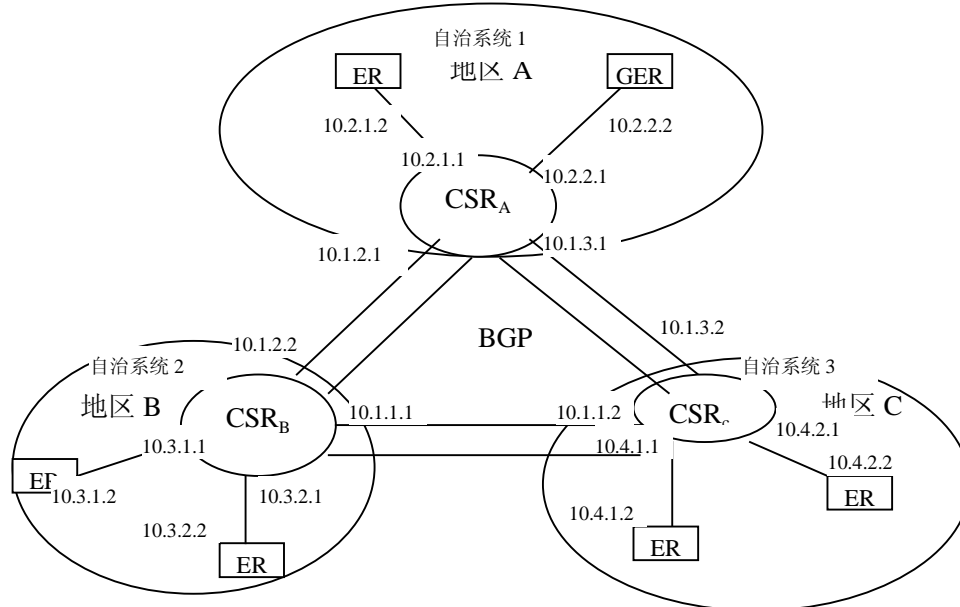 自治系统 1
地区 A
ER
GER
10.2.1.2
10.2.2.2
10.2.1.1
10.2.2.1
CSRA
10.1.2.1
10.1.3.1
BGP
10.1.2.2
10.1.3.2
自治系统 2
自治系统 3
地区 B
CSRB
10.1.1.1
10.1.1.2
CSRc
地区 C
10.3.1.1
10.4.1.1
10.4.2.1
10.4.2.2
ER
10.3.1.2
10.3.2.1
ER
10.3.2.2
10.4.1.2
ER
ER